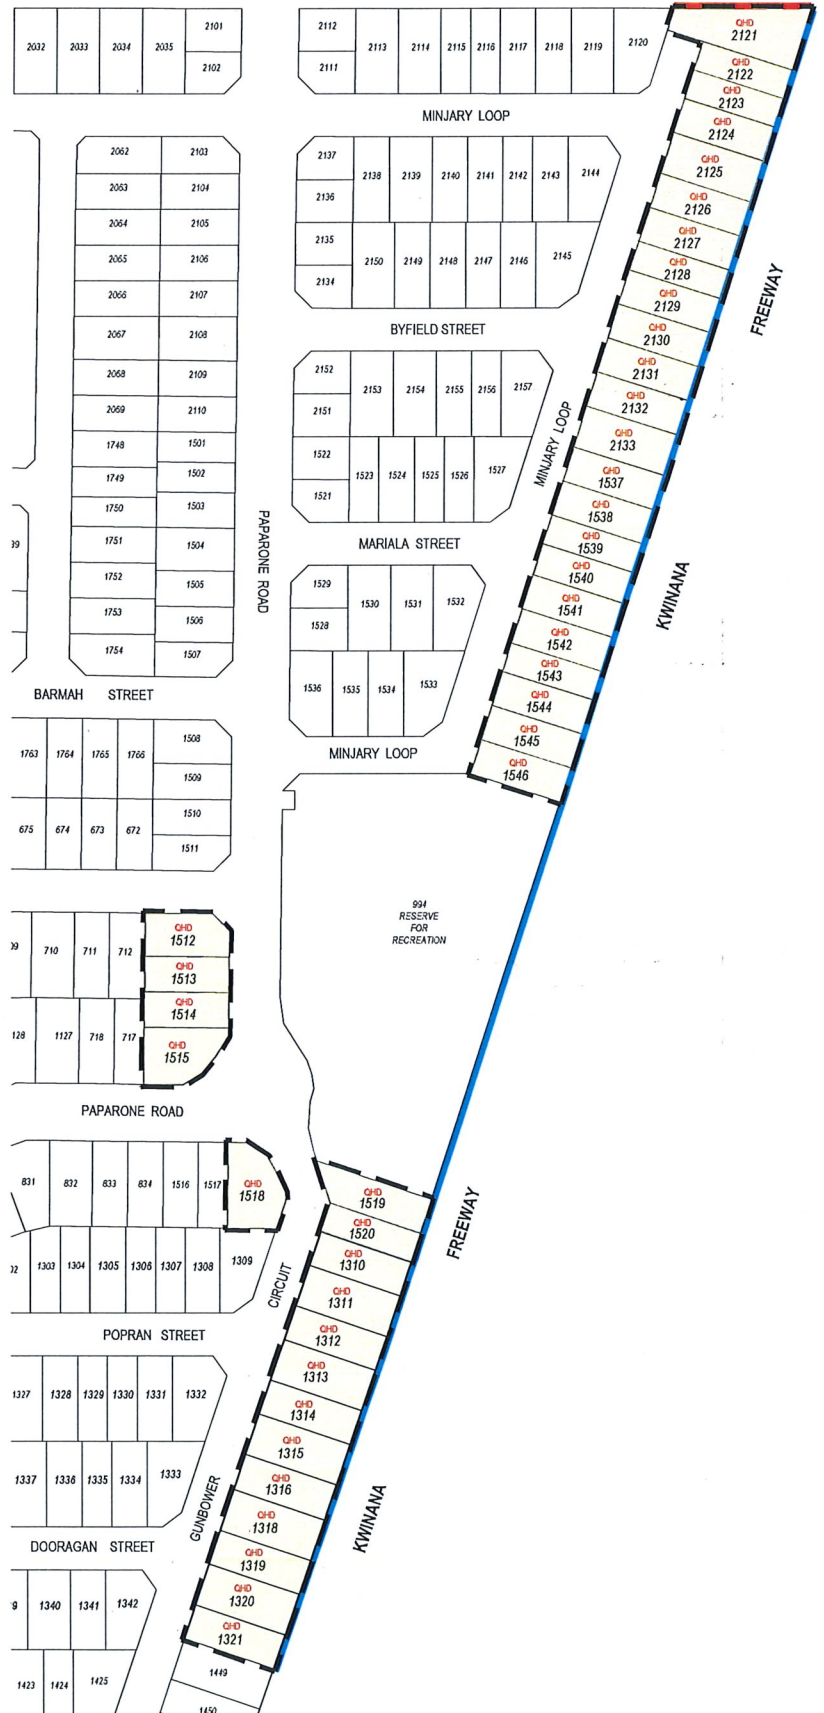 2032
2033
2034
2035
2101
2102
2112
2111
2113
2114
2115
2116
2117
2118
2119
2120
QHD
2121
MINJARY LOOP
QHD
2122
QHD
2123
QHD
2124
QHD
2125
QHD
2126
QHD
2127
QHD
2128
QHD
2129
QHD
2130
QHD
2131
QHD
2132
QHD
2133
QHD
1537
QHD
1538
QHD
1539
QHD
1540
QHD
1541
QHD
1542
QHD
1543
QHD
1544
QHD
1545
QHD
1546
FREEWAY
KWINANA
2062
2103
2063
2104
2064
2105
2065
2106
2066
2107
2067
2108
2068
2109
2069
2110
1748
1501
1749
1502
1750
1503
1751
1504
1752
1505
1753
1506
1754
1507
2137
2136
2138
2139
2140
2141
2142
2143
2144
2135
2134
2150
2149
2148
2147
2146
2145
BYFIELD STREET
2152
2151
2153
2154
2155
2156
2157
1522
1521
1523
1524
1525
1526
1527
MINJARY LOOP
MARIALA STREET
PAPARONE ROAD
1529
1528
1530
1531
1532
1536
1535
1534
1533
MINJARY LOOP
BARMAH STREET
1763
1764
1765
1766
1508
1509
675
674
673
672
1510
1511
994
RESERVE
FOR
RECREATION
710
711
712
QHD
1512
QHD
1513
QHD
1514
QHD
1515
1127
718
717
PAPARONE ROAD
831
832
833
834
1516
1517
QHD
1518
1303
1304
1305
1306
1307
1308
1309
POPRAN STREET
CIRCUIT
QHD
1519
QHD
1520
QHD
1310
QHD
1311
QHD
1312
QHD
1313
QHD
1314
QHD
1315
QHD
1316
QHD
1318
QHD
1319
QHD
1320
QHD
1321
FREEWAY
KWINANA
1327
1328
1329
1330
1331
1332
1337
1336
1335
1334
1333
GUNBOWER
DOORAGAN STREET
1340
1341
1342
1423
1424
1425
1449
1450